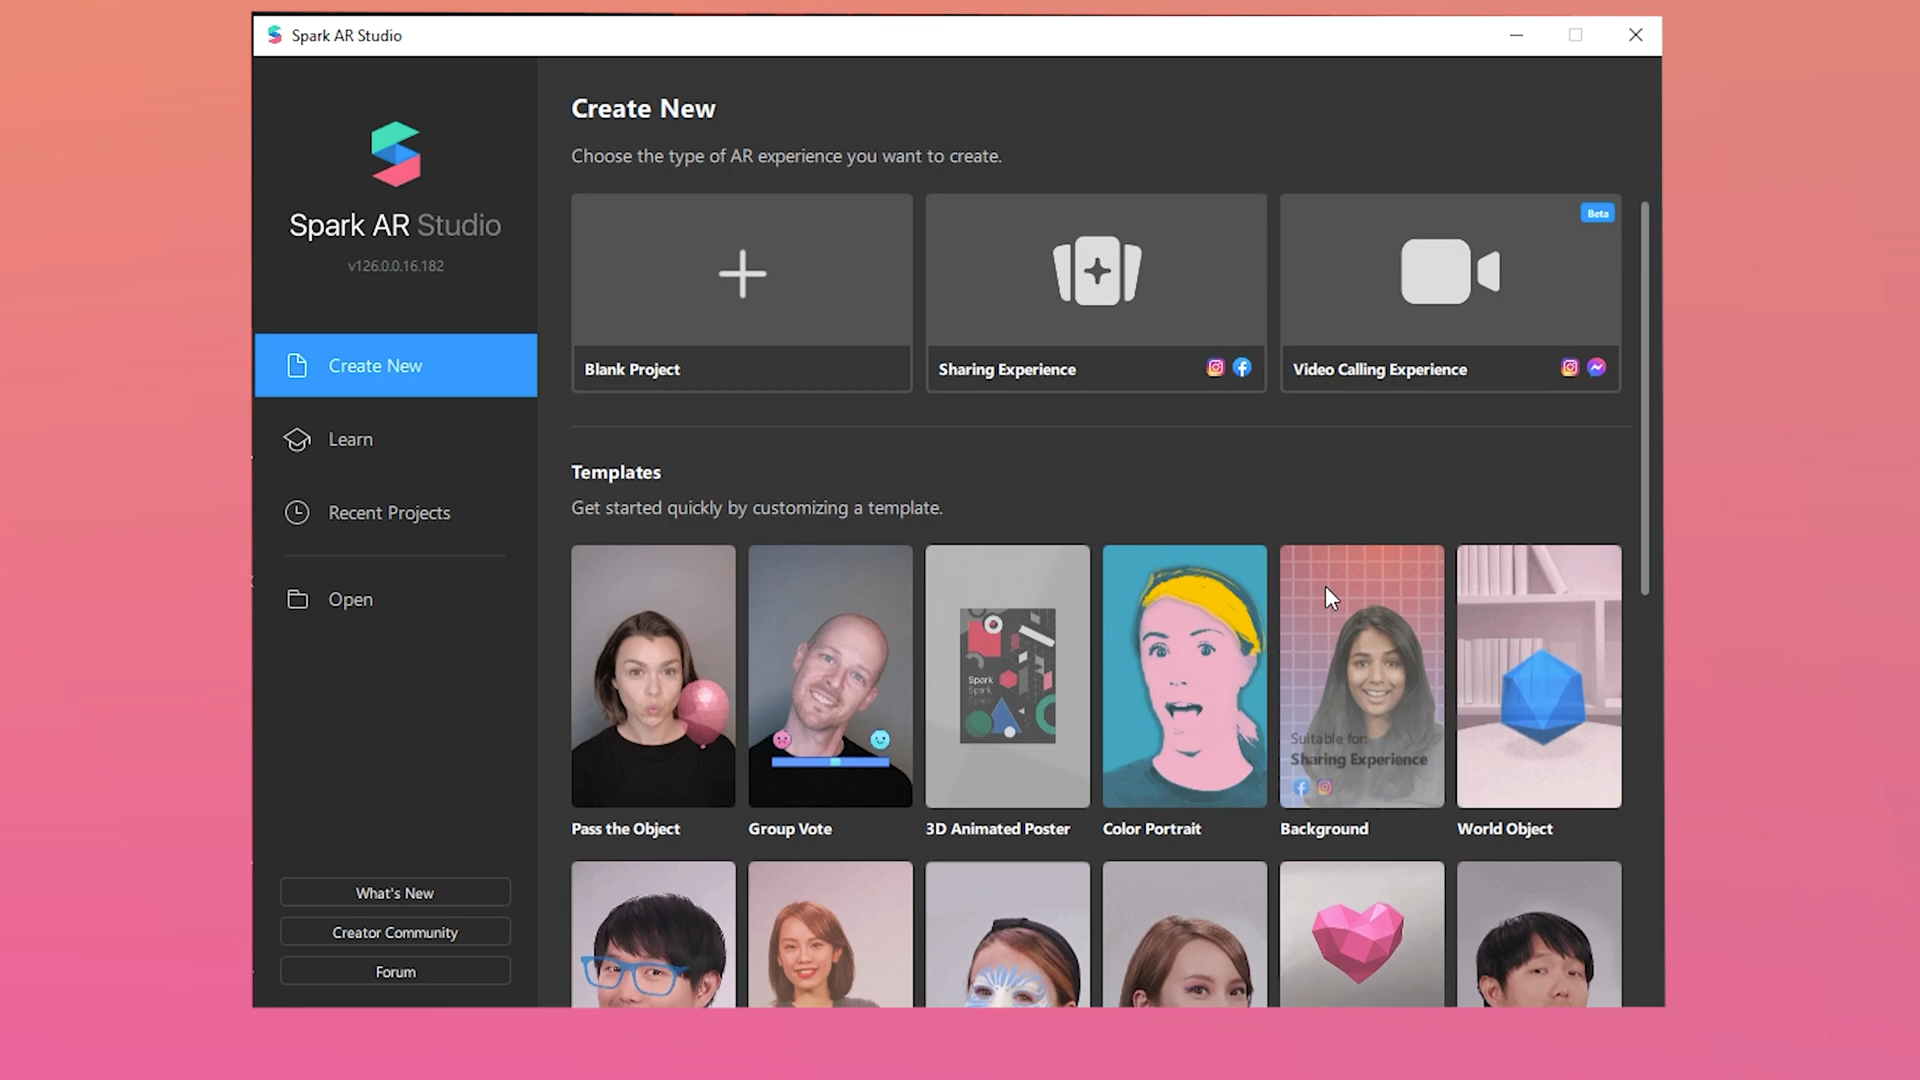 Spark AR Studio
Spark AR Studio
v126.0.0.16.182
Create New
Learn
Recent Projects
Open
What's New
Creator Community
Forum
Create New
Choose the type of AR experience you want to create.
Beta
Blank Project
Sharing Experience
Video Calling Experience
Templates
Get started quickly by customizing a template.
Spark
Spark
Suitable for:
Sharing Experience
Pass the Object
Group Vote
3D Animated Poster
Color Portrait
Background
World Object